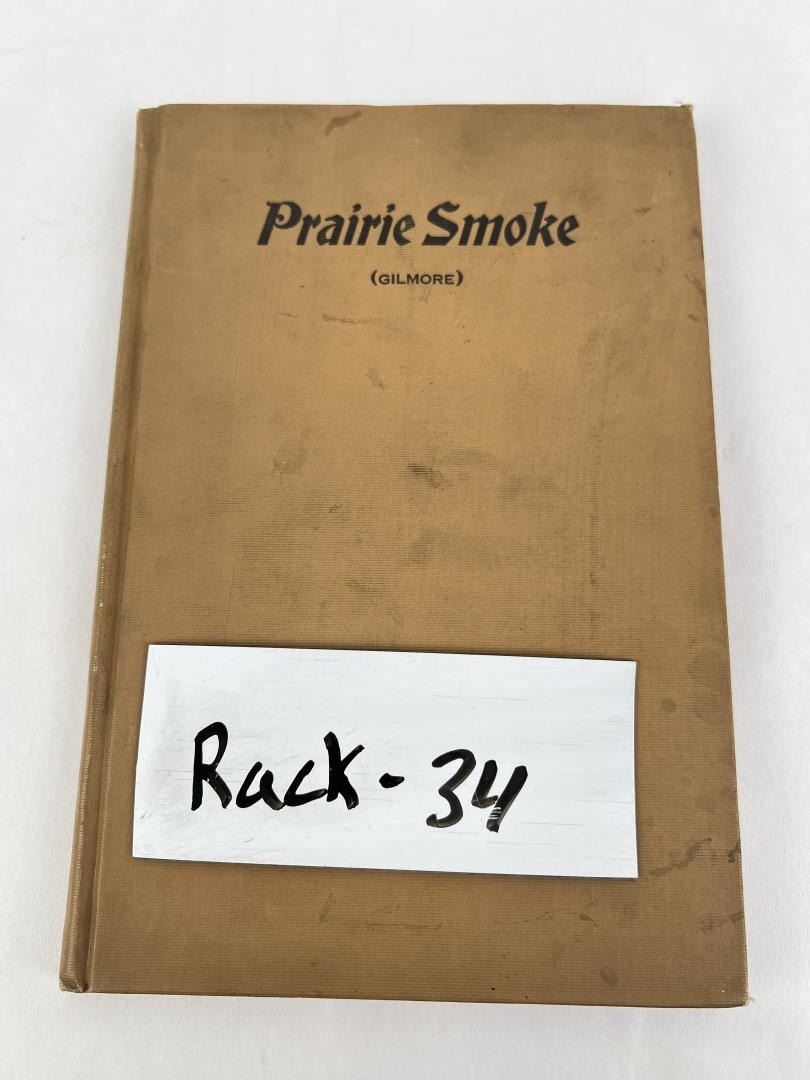 Prairie Smoke
(GILMORE)
Rack - 34